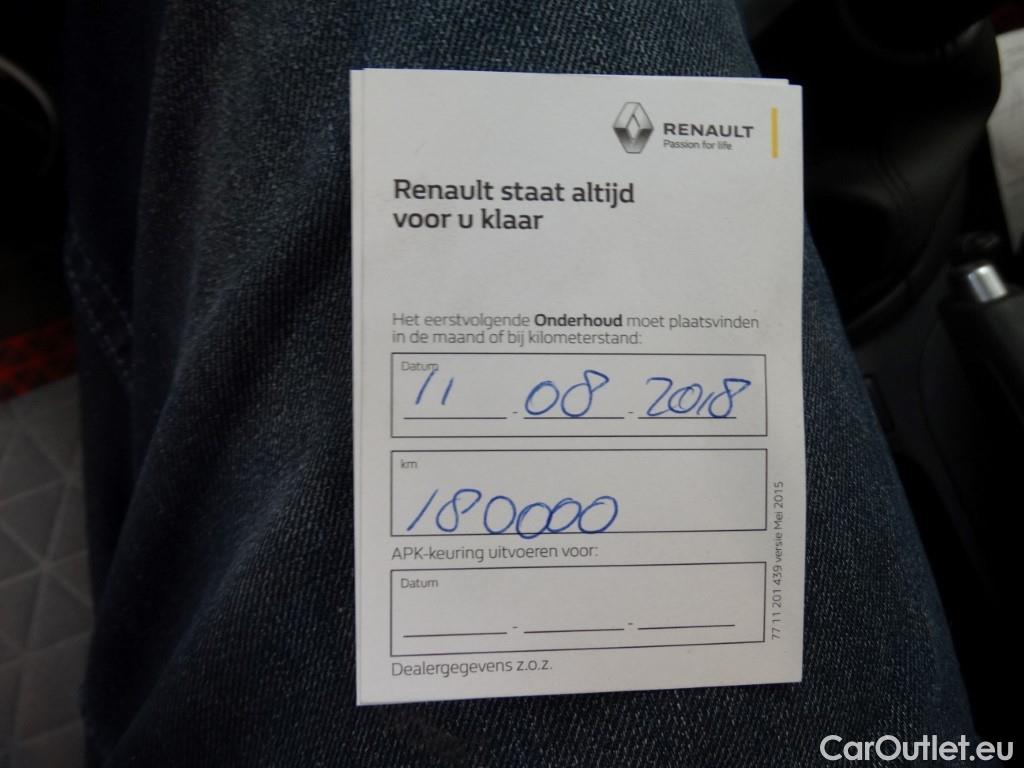 RENAULT
Passion for life
Renault staat altijd
voor u klaar
Het eerstvolgende Onderhoud moet plaatsvinden
in de maand of bij kilometerstand:
Datum
11 - 08 - 2018
km
180000
APK-keuring uitvoeren voor:
Datum
Dealergegevens z.o.z.
77 11 201 439 versie Mei 2015
CarOutlet.eu